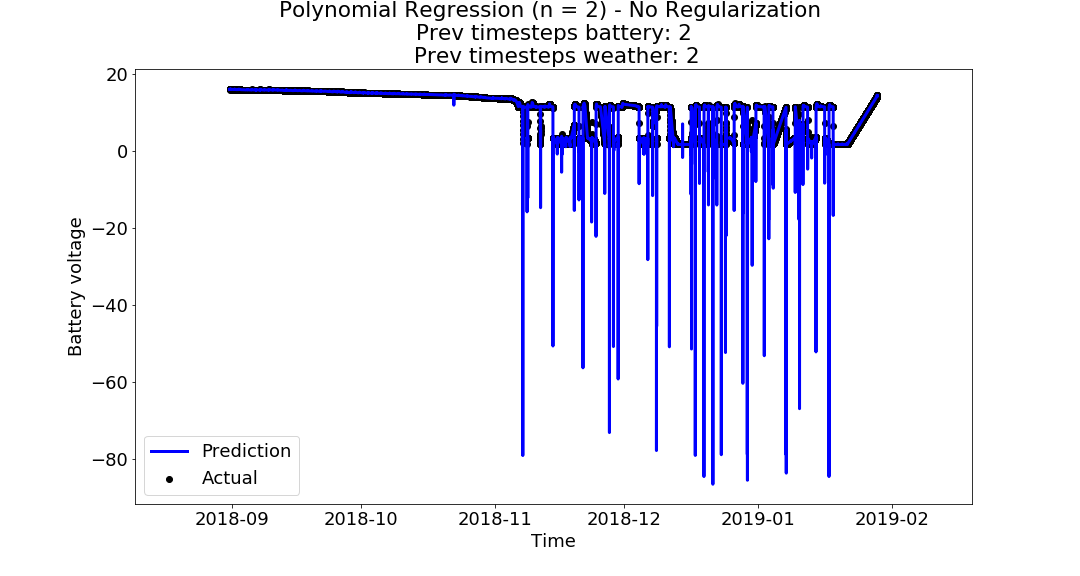 Polynomial Regression (n = 2) - No Regularization
Prev timesteps battery: 2
Prev timesteps weather: 2
20
0
−20
−40
−60
−80
Battery voltage
Prediction
Actual
2018-09 2018-10 2018-11 2018-12 2019-01 2019-02
Time